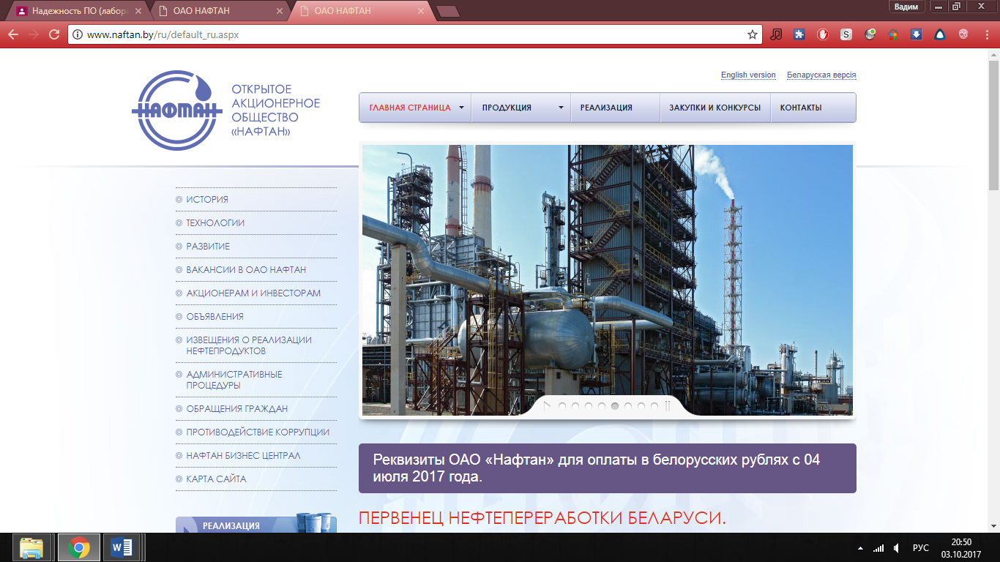 Надежность ПО (лабора
ОАО НАФТАН
ОАО НАФТАН
Вадим
www.naftan.by/ru/default_ru.aspx
English version
Беларуская версія
НАФТАН
ОТКРЫТОЕ
АКЦИОНЕРНОЕ
ОБЩЕСТВО
«НАФТАН»
ГЛАВНАЯ СТРАНИЦА
ПРОДУКЦИЯ
РЕАЛИЗАЦИЯ
ЗАКУПКИ И КОНКУРСЫ
КОНТАКТЫ
ИСТОРИЯ
ТЕХНОЛОГИИ
РАЗВИТИЕ
ВАКАНСИИ В ОАО НАФТАН
АКЦИОНЕРАМ И ИНВЕСТОРАМ
ОБЪЯВЛЕНИЯ
ИЗВЕЩЕНИЯ О РЕАЛИЗАЦИИ
НЕФТЕПРОДУКТОВ
АДМИНИСТРАТИВНЫЕ
ПРОЦЕДУРЫ
ОБРАЩЕНИЯ ГРАЖДАН
ПРОТИВОДЕЙСТВИЕ КОРРУПЦИИ
НАФТАН БИЗНЕС ЦЕНТРАЛ
КАРТА САЙТА
РЕАЛИЗАЦИЯ
Реквизиты ОАО «Нафтан» для оплаты в белорусских рублях с 04
июля 2017 года.
ПЕРВЕНЕЦ НЕФТЕПЕРЕРАБОТКИ БЕЛАРУСИ.
РУС
20:50
03.10.2017